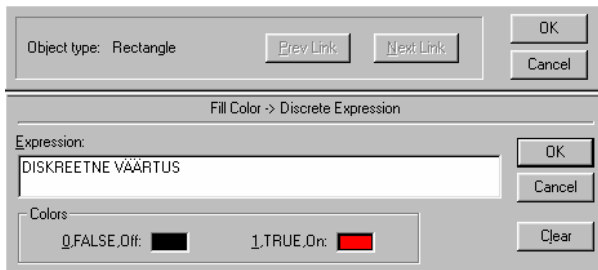 Object type: Rectangle
Prev Link
Next Link
OK
Cancel
Fill Color -> Discrete Expression
Expression:
DISKREETNE VÄÄRTUS
OK
Cancel
Clear
Colors
0,FALSE,Off:
1,TRUE,On: